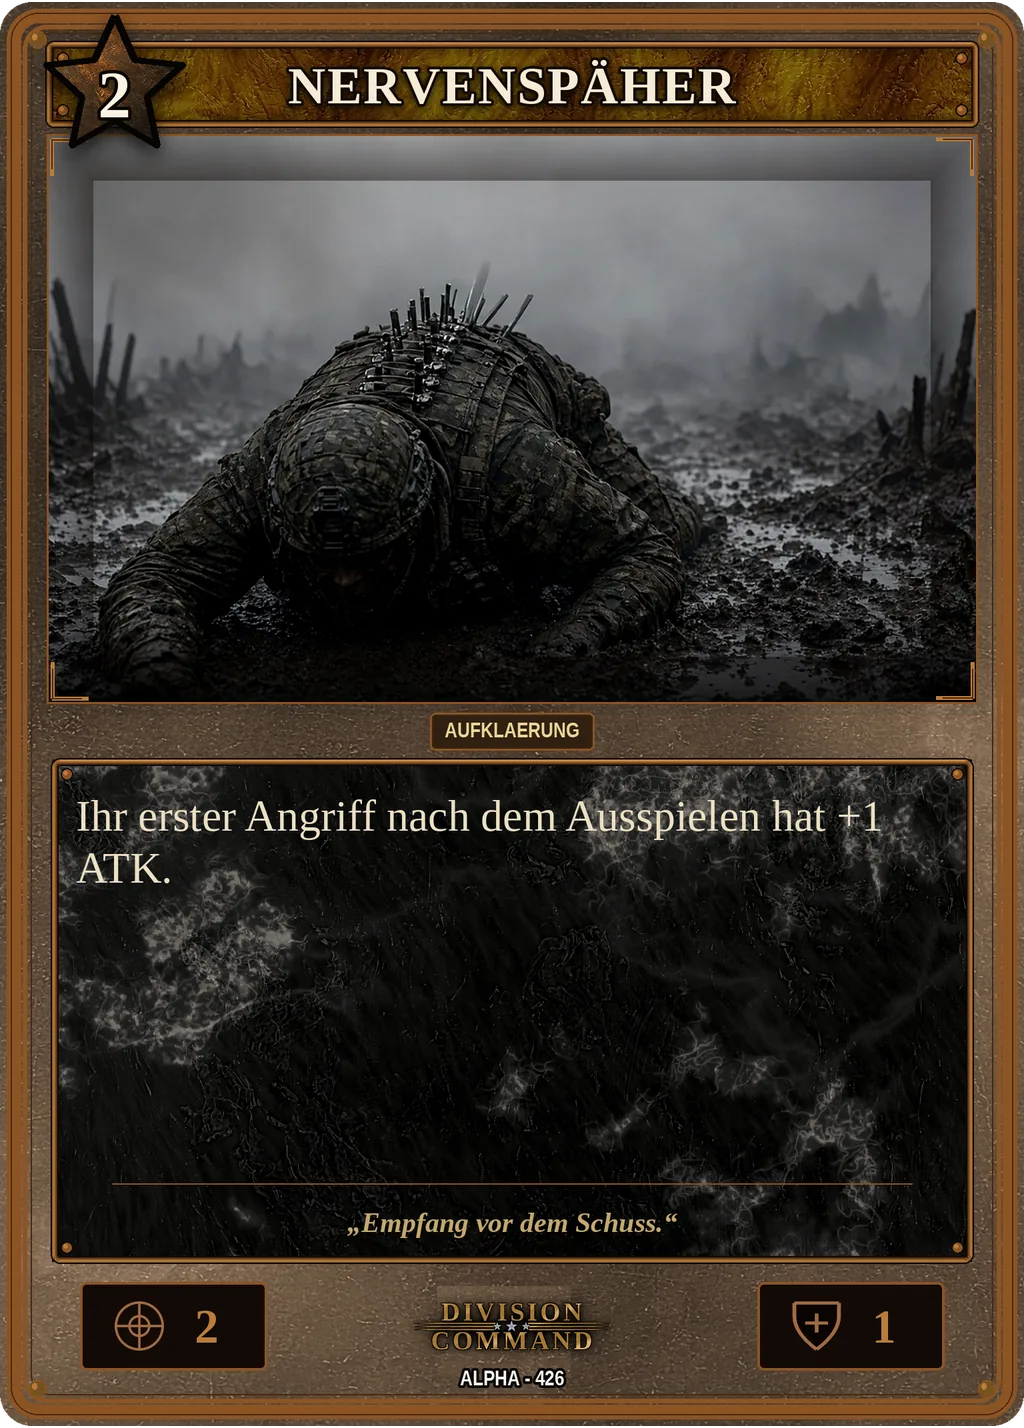 2
NERVENSPÄHER
AUFKLAERUNG
Ihr erster Angriff nach dem Ausspielen hat +1
ATK.
„Empfang vor dem Schuss.“
2
DIVISION
COMMAND
1
ALPHA - 426